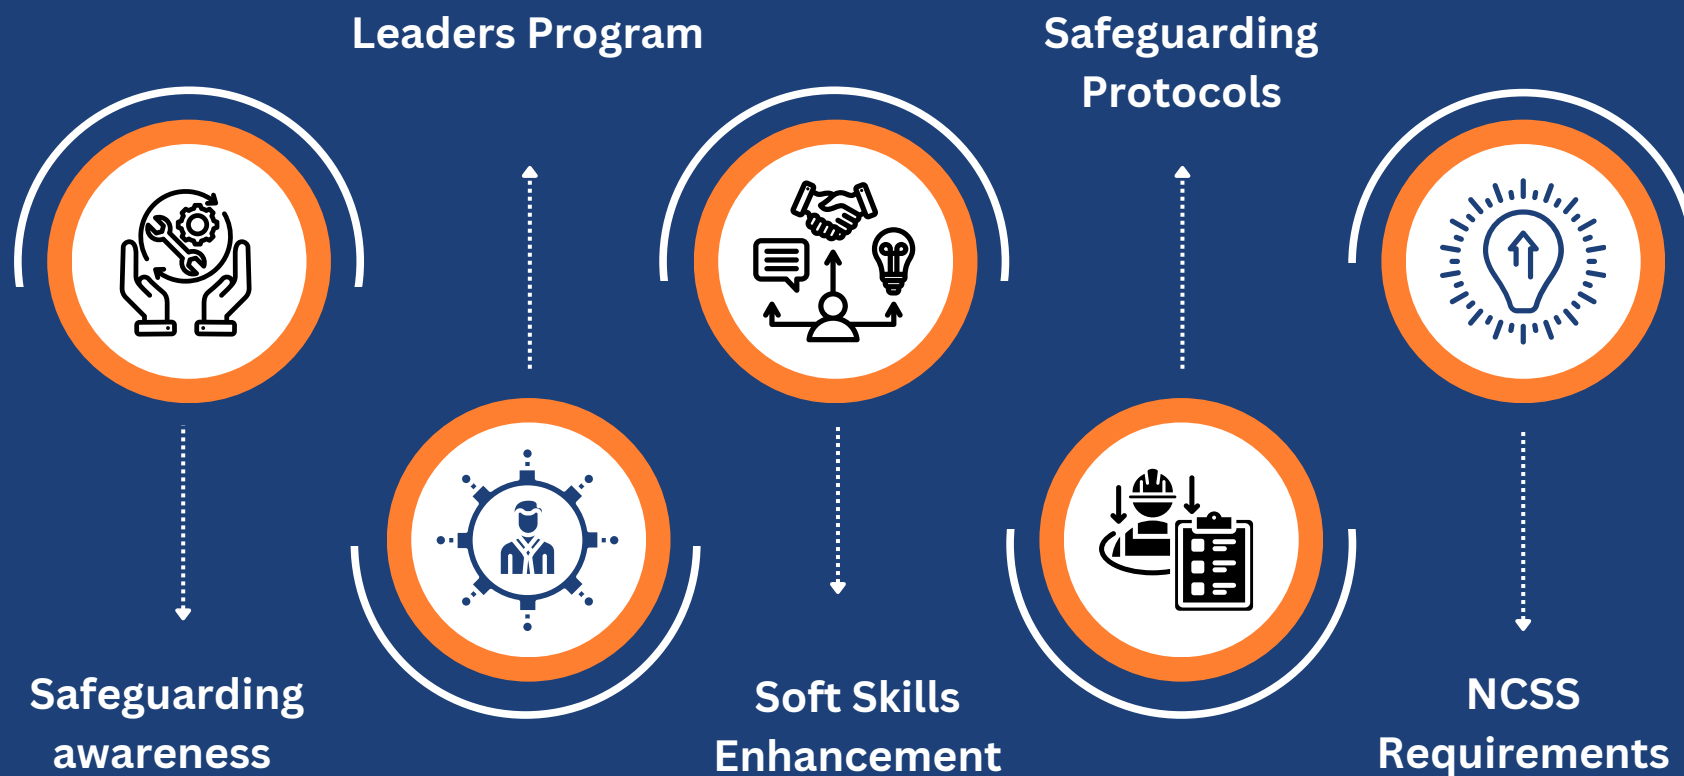 Leaders Program
Safeguarding
Protocols
Safeguarding
awareness
Soft Skills
Enhancement
NCSS
Requirements